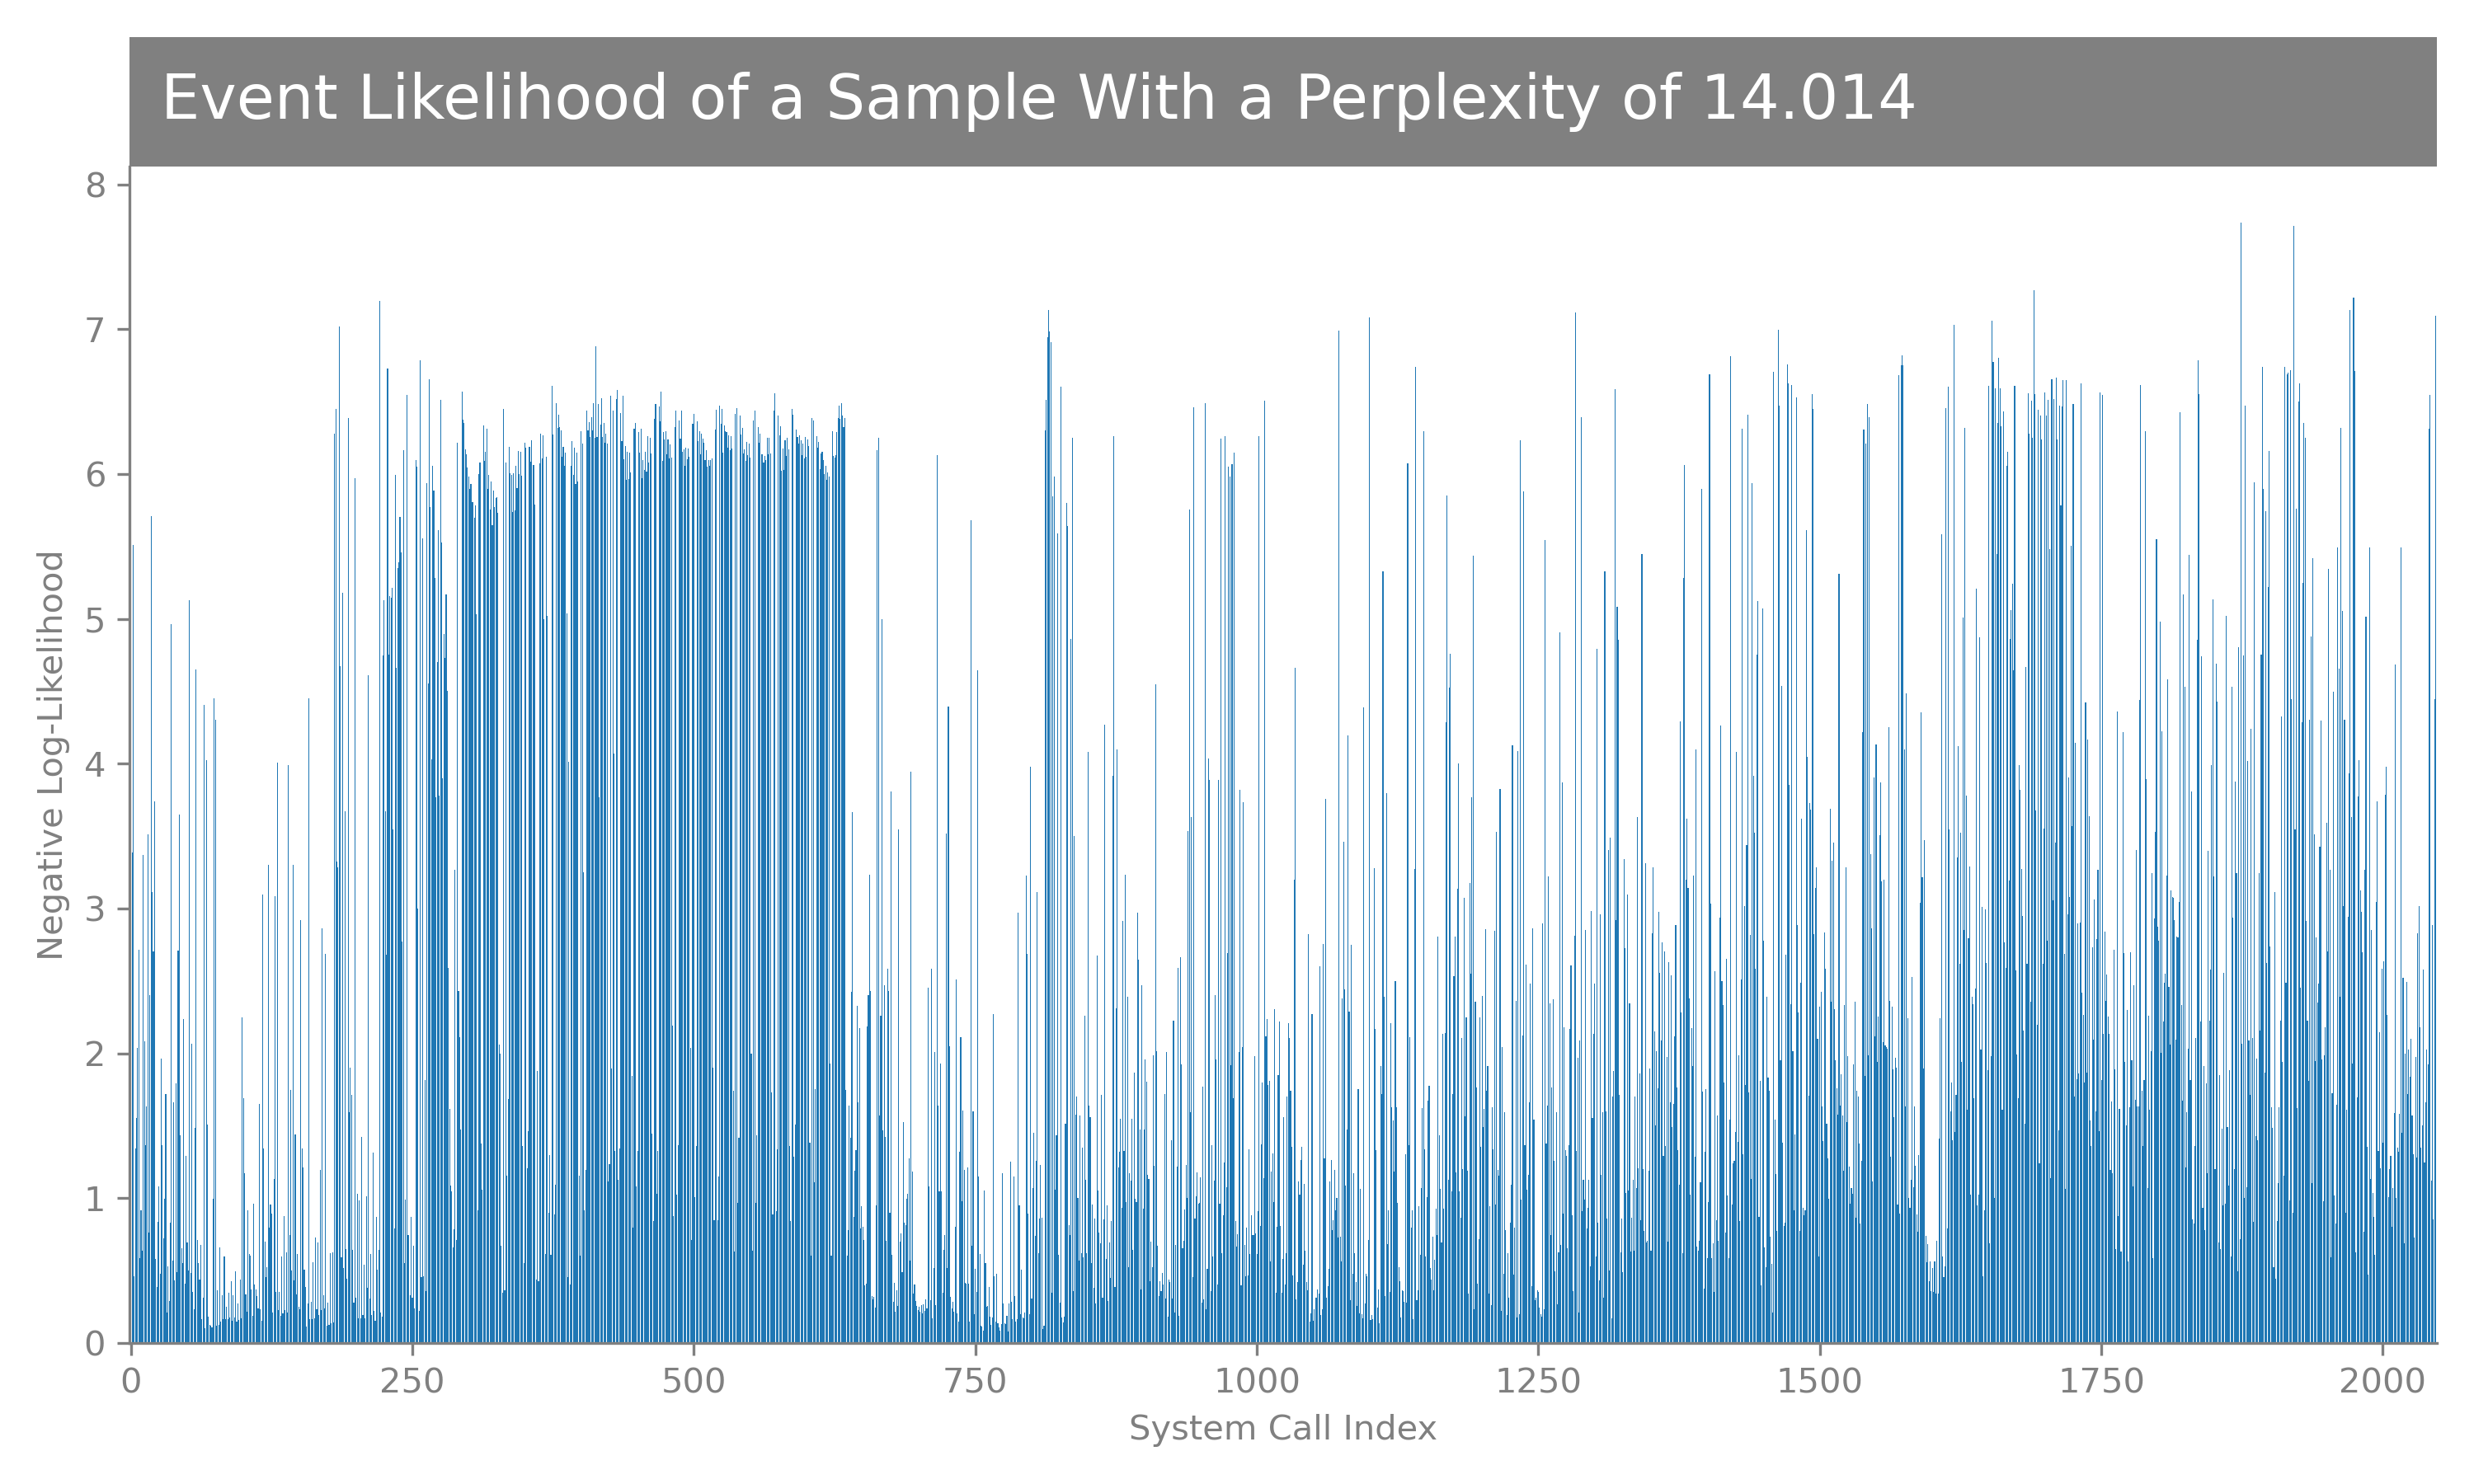 Event Likelihood of a Sample With a Perplexity of 14.014
8
7
6
5
4
3
2
1
0
Negative Log-Likelihood
0 250 500 750 1000 1250 1500 1750 2000
System Call Index